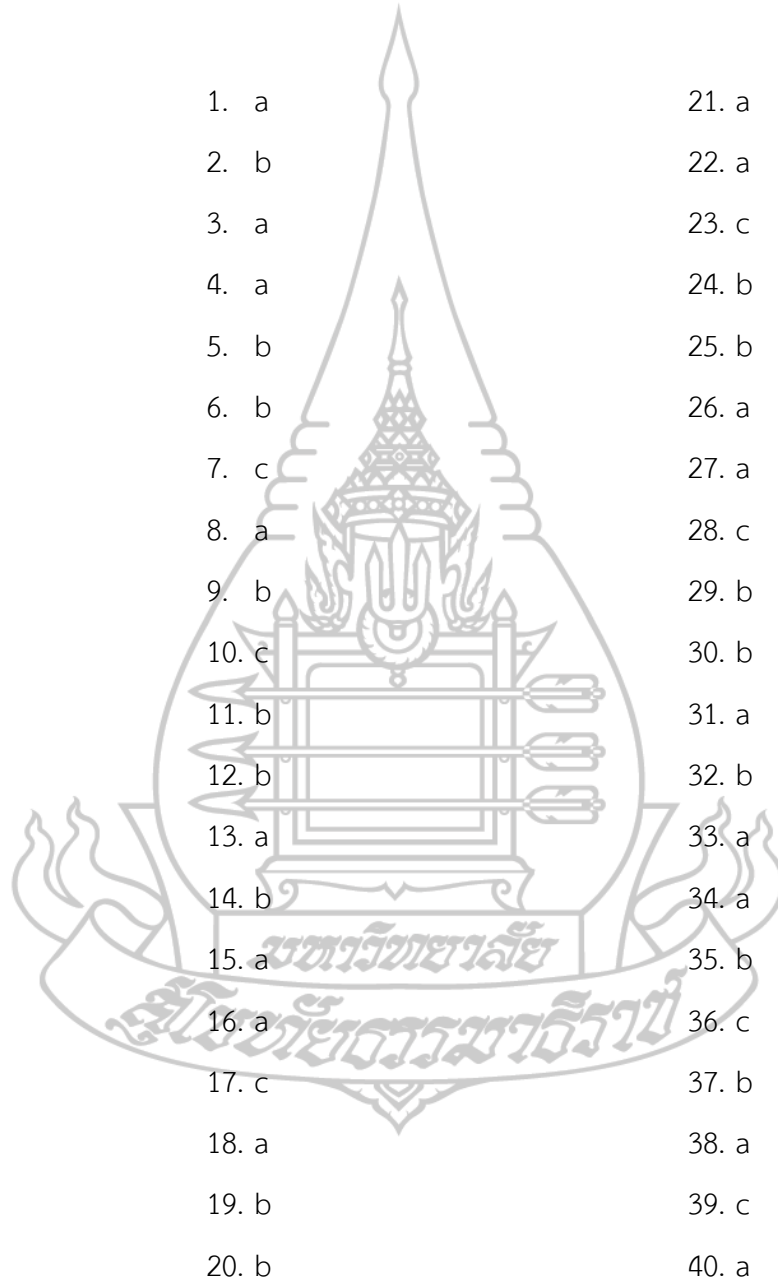 1. a
2. b
3. a
4. a
5. b
6. b
7. c
8. a
9. b
10. c
11. b
12. b
13. a
14. b
15. a
16. a
17. c
18. a
19. b
20. b
21. a
22. a
23. c
24. b
25. b
26. a
27. a
28. c
29. b
30. b
31. a
32. b
33. a
34. a
35. b
36. c
37. b
38. a
39. c
40. a
มหาวิทยาลัย
สุโขทัยธรรมาธิราช